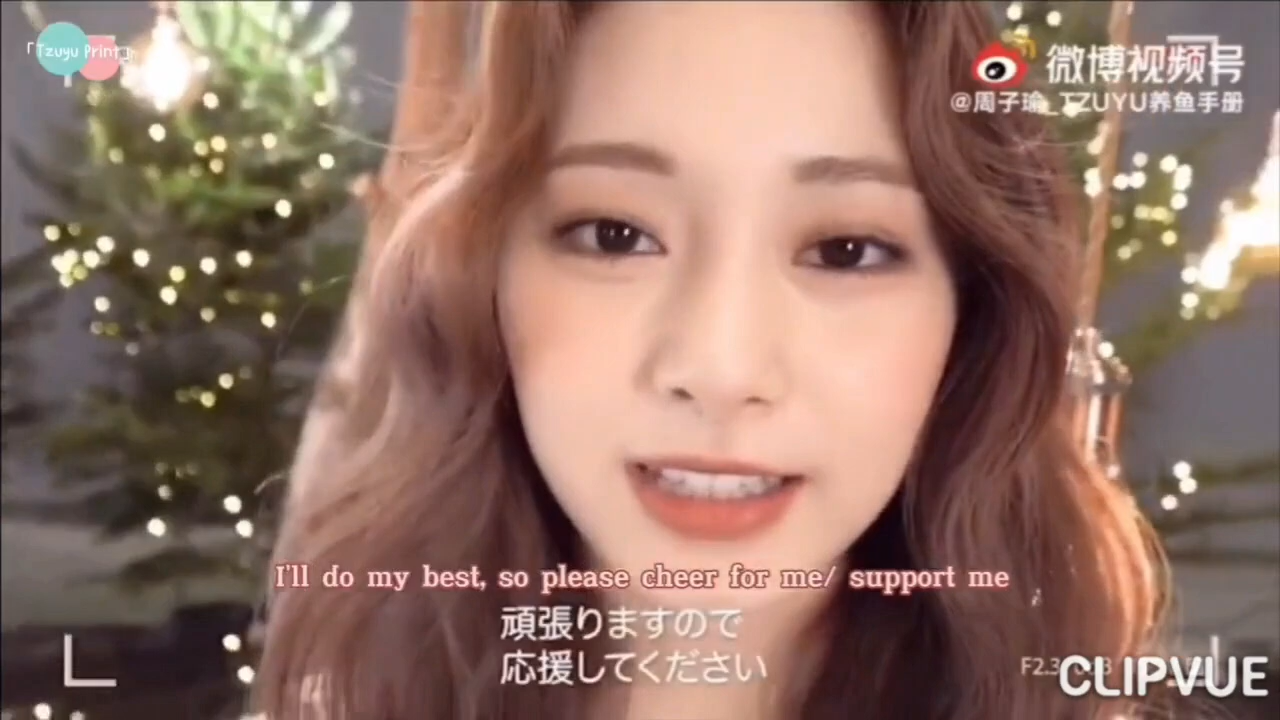 「Tzuyu Print」
微博视频号
@周子瑜_TZUYU养鱼手册
I'll do my best, so please cheer for me/ support me
頑張りますので
応援してください
CLIPVUE